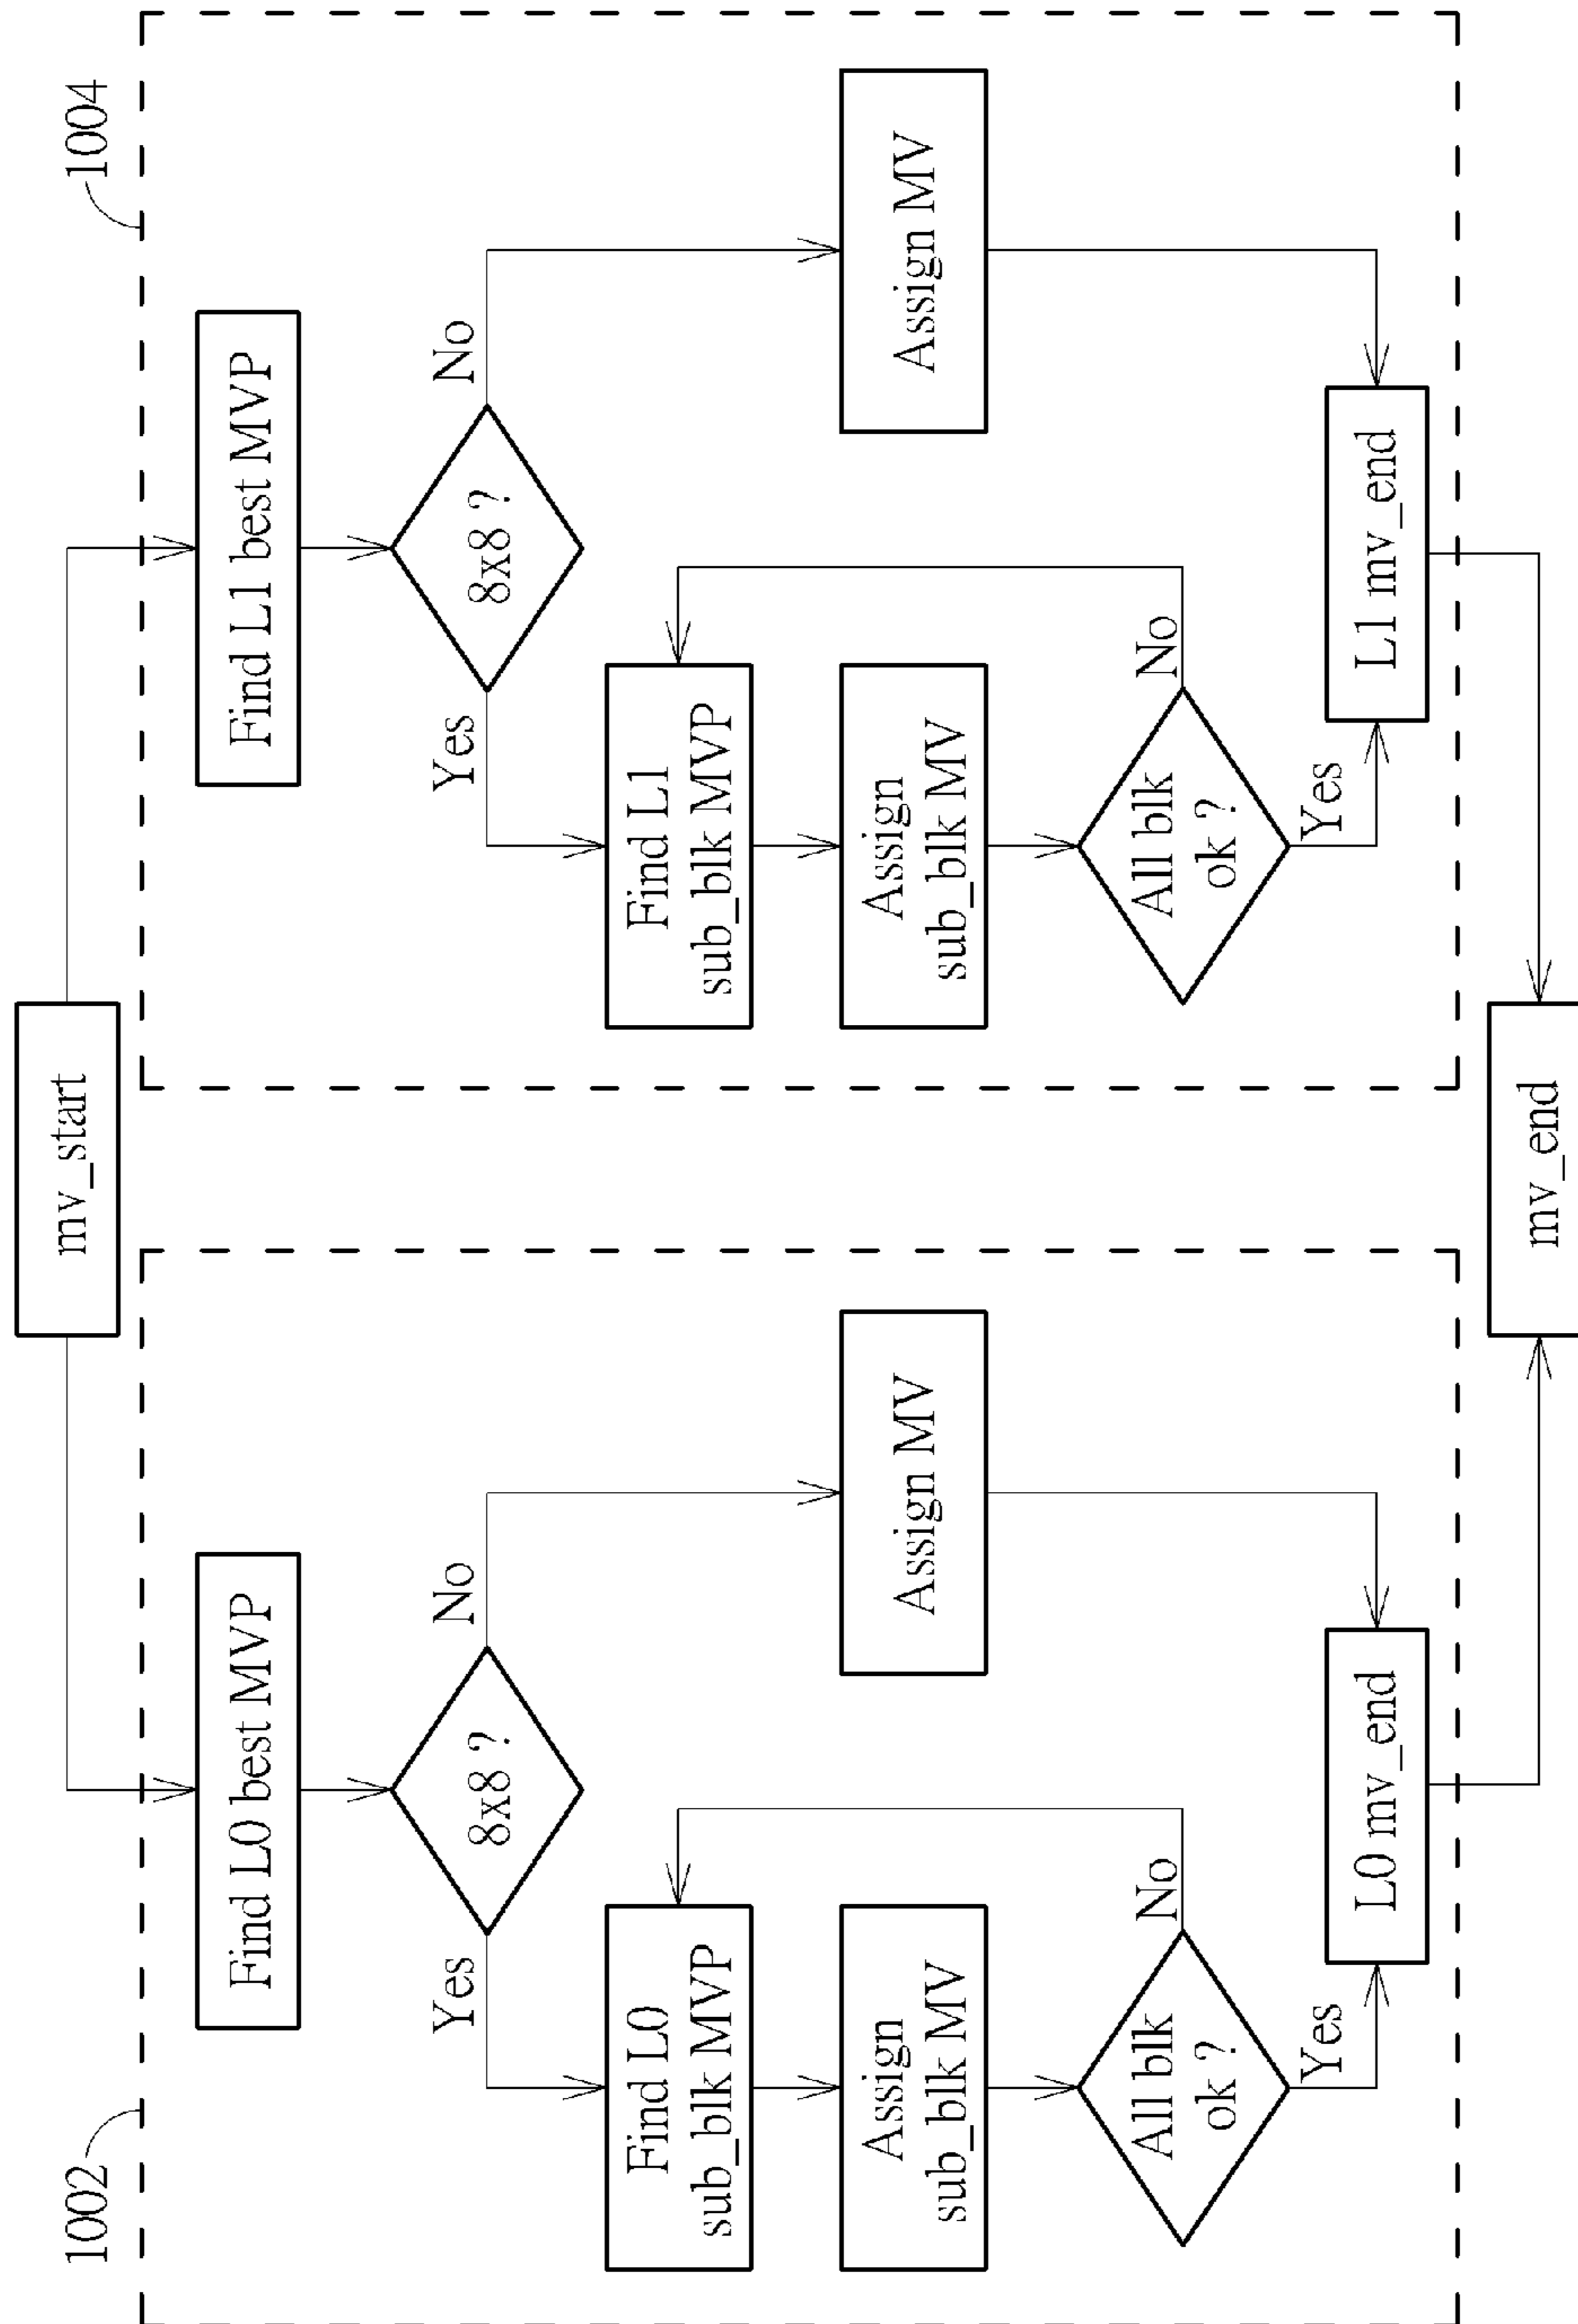 mv_start
1002
1004
Find L0 best MVP
8x8 ?
Yes
No
Find L0
sub_blk MVP
Assign
sub_blk MV
Assign MV
All blk
ok ?
No
Yes
L0 mv_end
Find L1 best MVP
8x8 ?
Yes
No
Find L1
sub_blk MVP
Assign
sub_blk MV
Assign MV
All blk
ok ?
No
Yes
L1 mv_end
mv_end